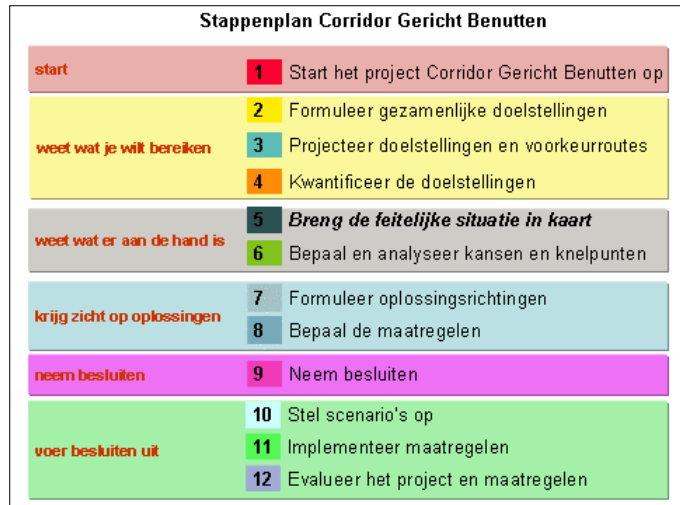 Stappenplan Corridor Gericht Benutten
start
1 Start het project Corridor Gericht Benutten op
weet wat je wilt bereiken
2 Formuleer gezamenlijke doelstellingen
3 Projecteer doelstellingen en voorkeurroutes
4 Kwantificeer de doelstellingen
weet wat er aan de hand is
5 Breng de feitelijke situatie in kaart
6 Bepaal en analyseer kansen en knelpunten
krijg zicht op oplossingen
7 Formuleer oplossingsrichtingen
8 Bepaal de maatregelen
neem besluiten
9 Neem besluiten
voer besluiten uit
10 Stel scenario's op
11 Implementeer maatregelen
12 Evalueer het project en maatregelen